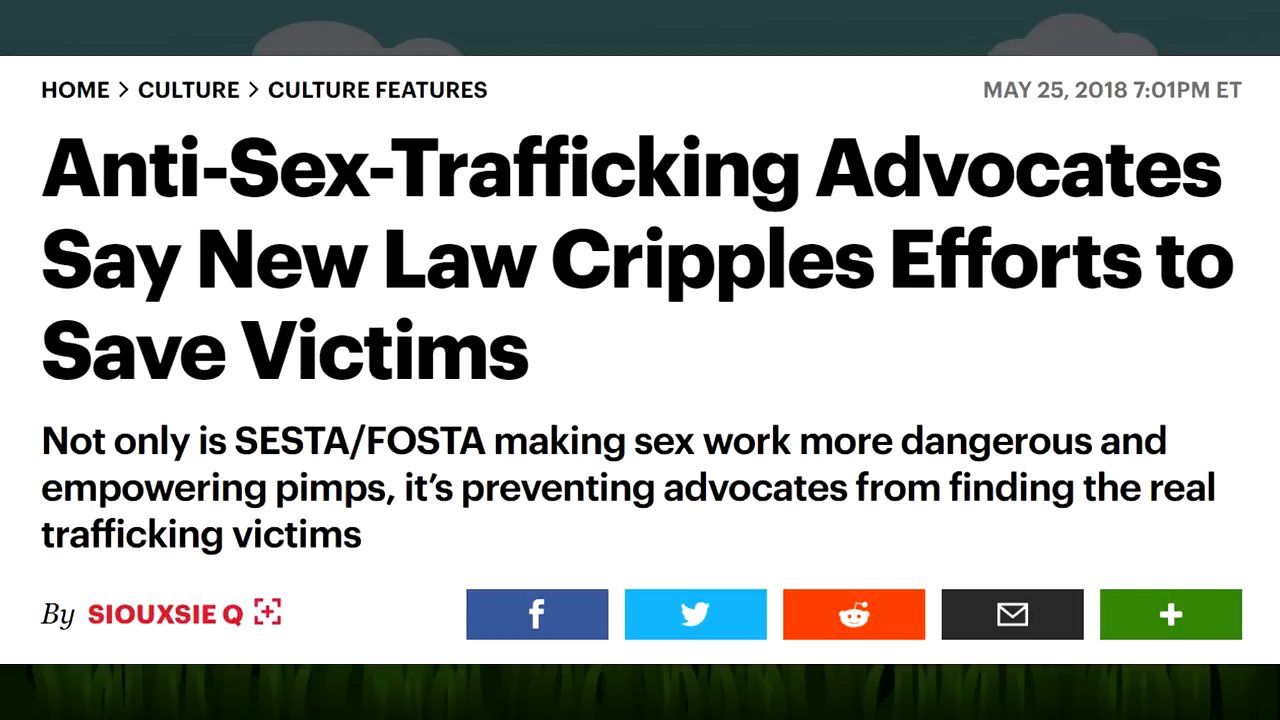 HOME > CULTURE > CULTURE FEATURES
MAY 25, 2018 7:01PM ET
Anti-Sex-Trafficking Advocates
Say New Law Cripples Efforts to
Save Victims
Not only is SESTA/FOSTA making sex work more dangerous and
empowering pimps, it’s preventing advocates from finding the real
trafficking victims
By SIOUXSIE Q